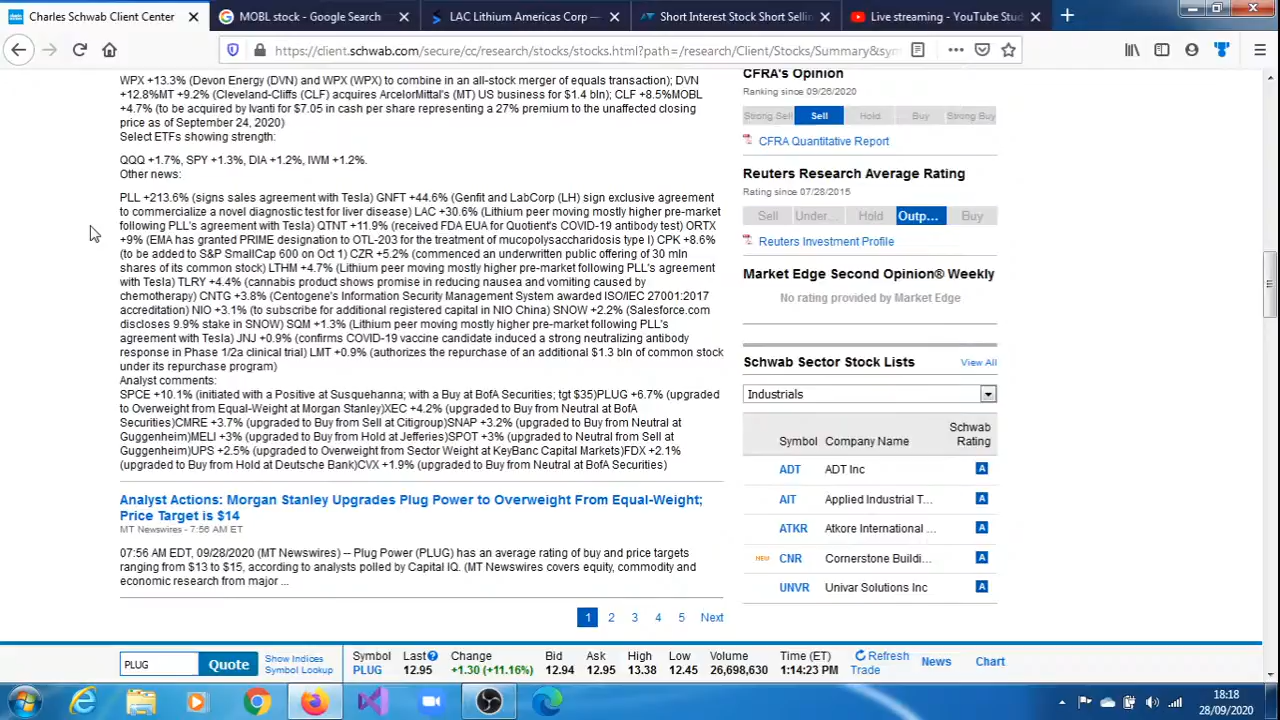 Charles Schwab Client Center
MOBL stock - Google Search
LAC Lithium Americas Corp —
Short Interest Stock Short Sellin
Live streaming - YouTube Stud
https://client.schwab.com/secure/cc/research/stocks/stocks.html?path=/research/Client/Stocks/Summary&sym
WPX +13.3% (Devon Energy (DVN) and WPX (WPX) to combine in an all-stock merger of equals transaction); DVN
+12.8%MT +9.2% (Cleveland-Cliffs (CLF) acquires ArcelorMittal's (MT) US business for $1.4 bln); CLF +8.5%MOBL
+4.7% (to be acquired by Ivanti for $7.05 in cash per share representing a 27% premium to the unaffected closing
price as of September 24, 2020)
Select ETFs showing strength:
QQQ +1.7%, SPY +1.3%, DIA +1.2%, IWM +1.2%.
Other news:
PLL +213.6% (signs sales agreement with Tesla) GNFT +44.6% (Genfit and LabCorp (LH) sign exclusive agreement
to commercialize a novel diagnostic test for liver disease) LAC +30.6% (Lithium peer moving mostly higher pre-market
following PLL's agreement with Tesla) QTNT +11.9% (received FDA EUA for Quotient's COVID-19 antibody test) ORTX
+9% (EMA has granted PRIME designation to OTL-203 for the treatment of mucopolysaccharidosis type I) CPK +8.6%
(to be added to S&P SmallCap 600 on Oct 1) CZR +5.2% (commenced an underwritten public offering of 30 mln
shares of its common stock) LTHM +4.7% (Lithium peer moving mostly higher pre-market following PLL's agreement
with Tesla) TLRY +4.4% (cannabis product shows promise in reducing nausea and vomiting caused by
chemotherapy) CNTG +3.8% (Centogene's Information Security Management System awarded ISO/IEC 27001:2017
accreditation) NIO +3.1% (to subscribe for additional registered capital in NIO China) SNOW +2.2% (Salesforce.com
discloses 9.9% stake in SNOW) SQM +1.3% (Lithium peer moving mostly higher pre-market following PLL's
agreement with Tesla) JNJ +0.9% (confirms COVID-19 vaccine candidate induced a strong neutralizing antibody
response in Phase 1/2a clinical trial) LMT +0.9% (authorizes the repurchase of an additional $1.3 bln of common stock
under its repurchase program)
Analyst comments:
SPCE +10.1% (initiated with a Positive at Susquehanna; with a Buy at BofA Securities; tgt $35)PLUG +6.7% (upgraded
to Overweight from Equal-Weight at Morgan Stanley)XEC +4.2% (upgraded to Buy from Neutral at BofA
Securities)CMRE +3.7% (upgraded to Buy from Sell at Citigroup)SNAP +3.2% (upgraded to Buy from Neutral at
Guggenheim)MELI +3% (upgraded to Buy from Hold at Jefferies)SPOT +3% (upgraded to Neutral from Sell at
Guggenheim)UPS +2.5% (upgraded to Overweight from Sector Weight at KeyBanc Capital Markets)FDX +2.1%
(upgraded to Buy from Hold at Deutsche Bank)CVX +1.9% (upgraded to Buy from Neutral at BofA Securities)
Analyst Actions: Morgan Stanley Upgrades Plug Power to Overweight From Equal-Weight;
Price Target is $14
MT Newswires - 7:56 AM ET
07:56 AM EDT, 09/28/2020 (MT Newswires) -- Plug Power (PLUG) has an average rating of buy and price targets
ranging from $13 to $15, according to analysts polled by Capital IQ. (MT Newswires covers equity, commodity and
economic research from major ...
1 2 3 4 5 Next
CFRA's Opinion
Ranking since 09/26/2020
Strong Sell Sell Hold Buy Strong Buy
CFRA Quantitative Report
Reuters Research Average Rating
Rating since 07/28/2015
Sell Under... Hold Outp... Buy
Reuters Investment Profile
Market Edge Second Opinion® Weekly
No rating provided by Market Edge
Schwab Sector Stock Lists View All
Industrials
Symbol Company Name Schwab Rating
ADT ADT Inc A
AIT Applied Industrial T... A
ATKR Atkore International ... A
NEW CNR Cornerstone Buildi... A
UNVR Univar Solutions Inc A
PLUG Quote Show Indices
Symbol Lookup
Symbol Last Change Bid Ask High Low Volume Time (ET) Refresh News Chart
PLUG 12.95 +1.30 (+11.16%) 12.94 12.95 13.38 12.45 26,698,630 1:14:23 PM Trade
18:18
28/09/2020